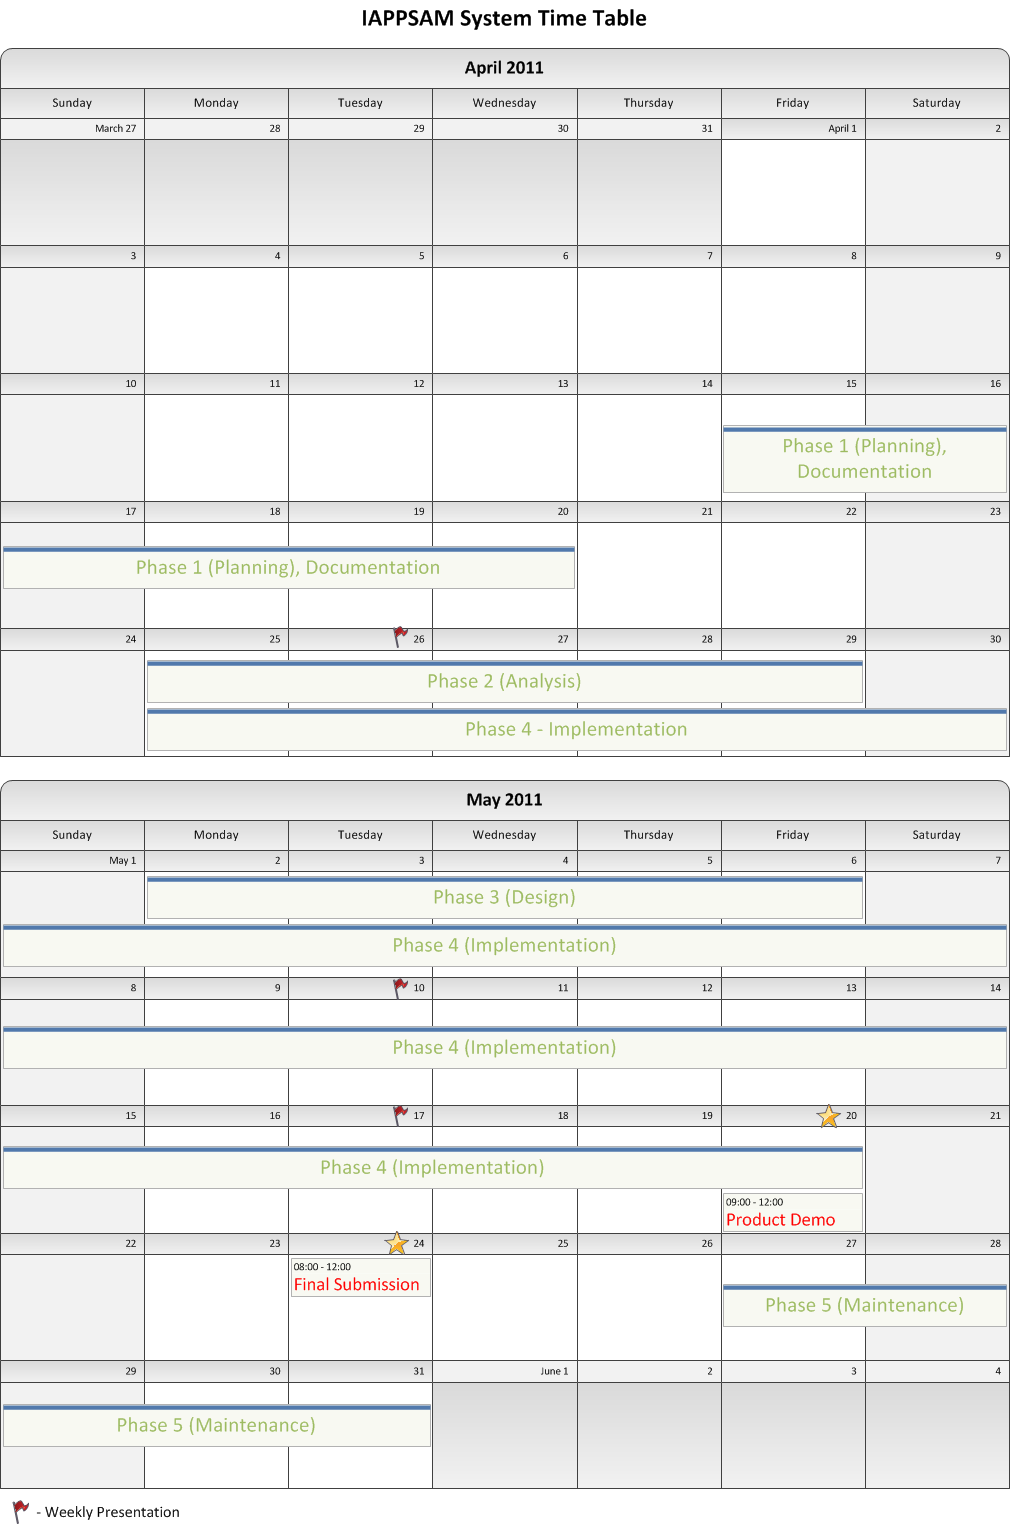 IAPPSAM System Time Table
April 2011
Sunday Monday Tuesday Wednesday Thursday Friday Saturday
March 27 28 29 30 31 April 1 2
3 4 5 6 7 8 9
10 11 12 13 14 15 16
Phase 1 (Planning),
Documentation
17 18 19 20 21 22 23
Phase 1 (Planning), Documentation
24 25 26 27 28 29 30
Phase 2 (Analysis)
Phase 4 - Implementation
May 2011
Sunday Monday Tuesday Wednesday Thursday Friday Saturday
May 1 2 3 4 5 6 7
Phase 3 (Design)
Phase 4 (Implementation)
8 9 10 11 12 13 14
Phase 4 (Implementation)
15 16 17 18 19 20 21
Phase 4 (Implementation)
09:00 - 12:00
Product Demo
22 23 24 25 26 27 28
08:00 - 12:00
Final Submission
Phase 5 (Maintenance)
29 30 31 June 1 2 3 4
Phase 5 (Maintenance)
- Weekly Presentation